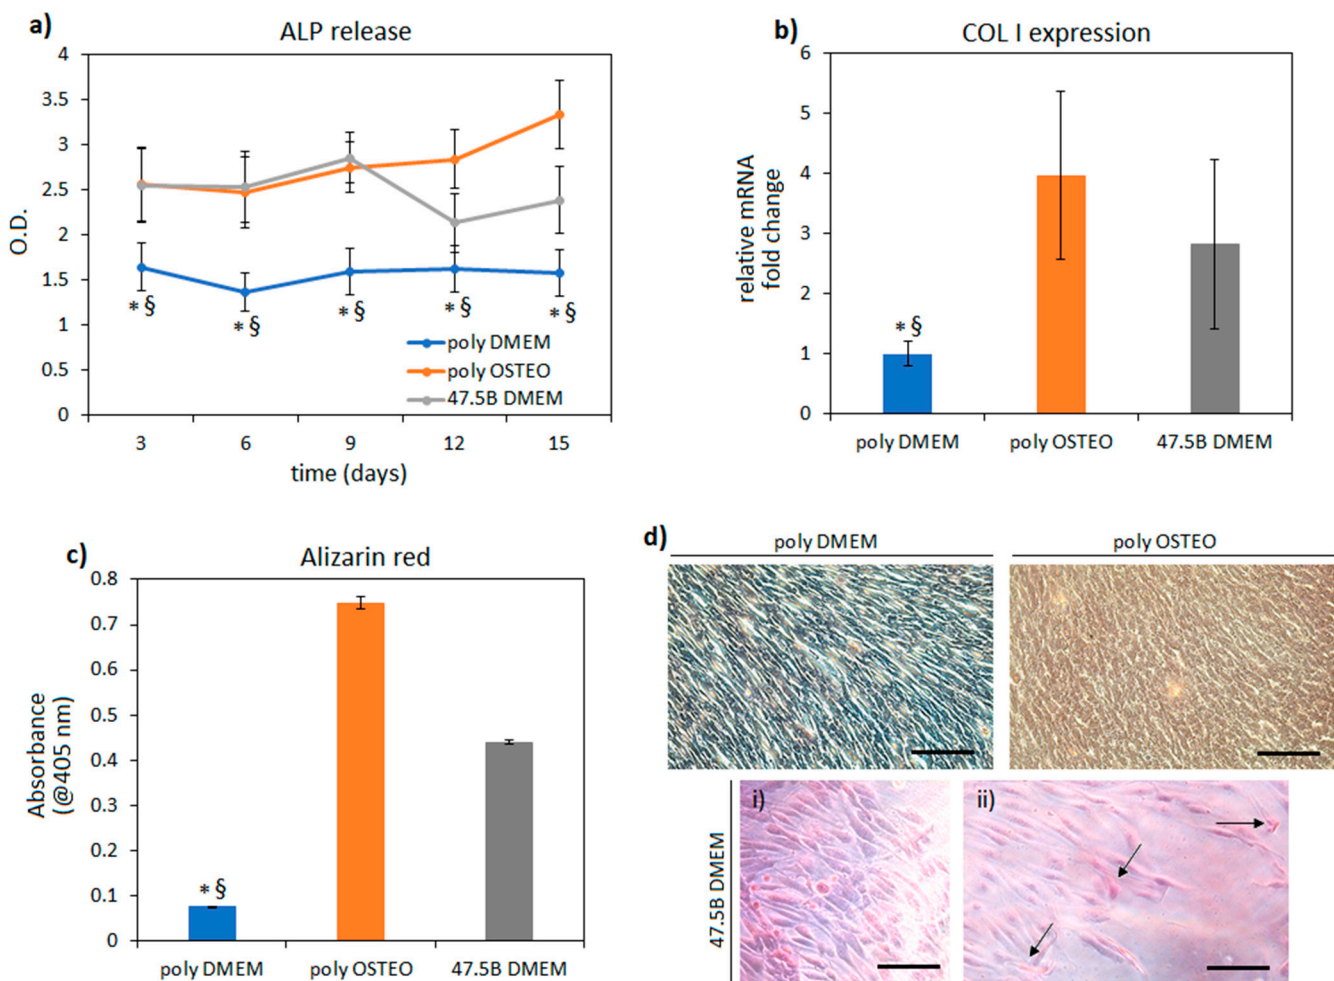 a)
ALP release
4
3.5
3
2.5
2
1.5
1
0.5
0
O.D.
* § * § * § * § * §
poly DMEM
poly OSTEO
47.5B DMEM
3 6 9 12 15
time (days)
b)
COL I expression
6
5
4
3
2
1
0
relative mRNA
fold change
* §
poly DMEM poly OSTEO 47.5B DMEM
c)
Alizarin red
0.8
0.7
0.6
0.5
0.4
0.3
0.2
0.1
0
Absorbance
(@405 nm)
* §
poly DMEM poly OSTEO 47.5B DMEM
d)
poly DMEM poly OSTEO
47.5B DMEM
i) ii)